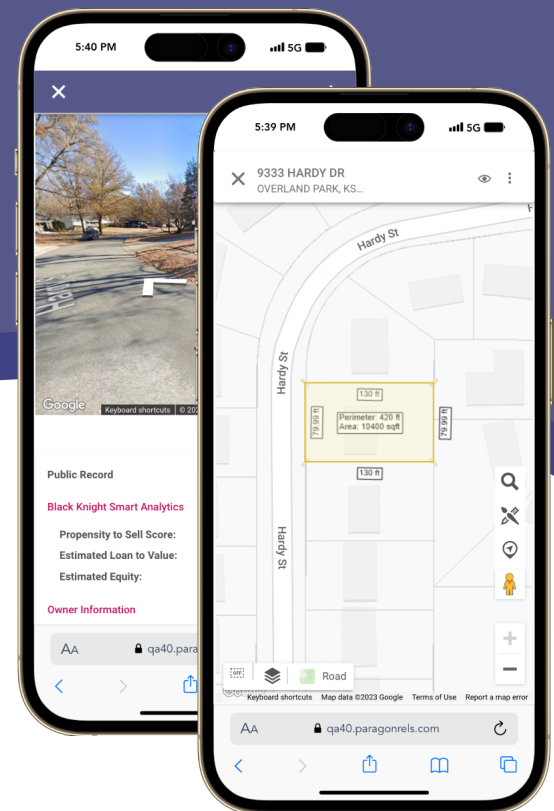 5:40 PM
5G
Google
Keyboard shortcuts
Public Record
Black Knight Smart Analytics
Propensity to Sell Score:
Estimated Loan to Value:
Estimated Equity:
Owner Information
AA
qa40.para
5:39 PM
5G
9333 HARDY DR
OVERLAND PARK, KS...
Hardy St
Hardy St
130 ft
79.99 ft
Perimeter: 420 ft
Area: 10400 sqft
79.99 ft
130 ft
Hardy St
OFF
Road
Keyboard shortcuts
Map data ©2023 Google
Terms of Use
Report a map error
AA
qa40.paragonrels.com